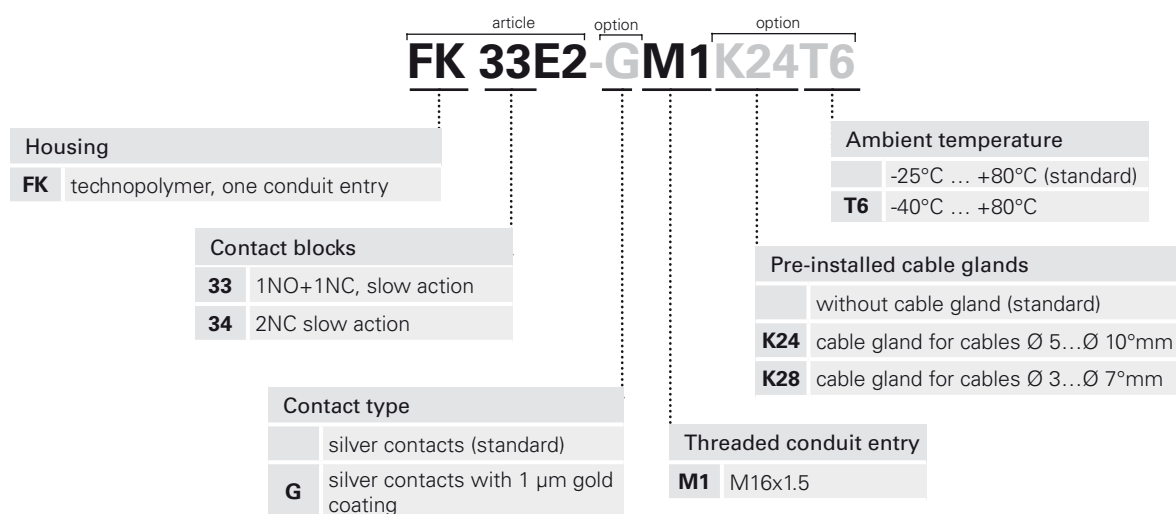 article option option
FK 33E2-GM1K24T6
Housing
FK technopolymer, one conduit entry
Ambient temperature
-25°C … +80°C (standard)
T6 -40°C … +80°C
Contact blocks
33 1NO+1NC, slow action
34 2NC slow action
Pre-installed cable glands
without cable gland (standard)
K24 cable gland for cables Ø 5…Ø 10°mm
K28 cable gland for cables Ø 3…Ø 7°mm
Contact type
silver contacts (standard)
G silver contacts with 1 µm gold
coating
Threaded conduit entry
M1 M16x1.5